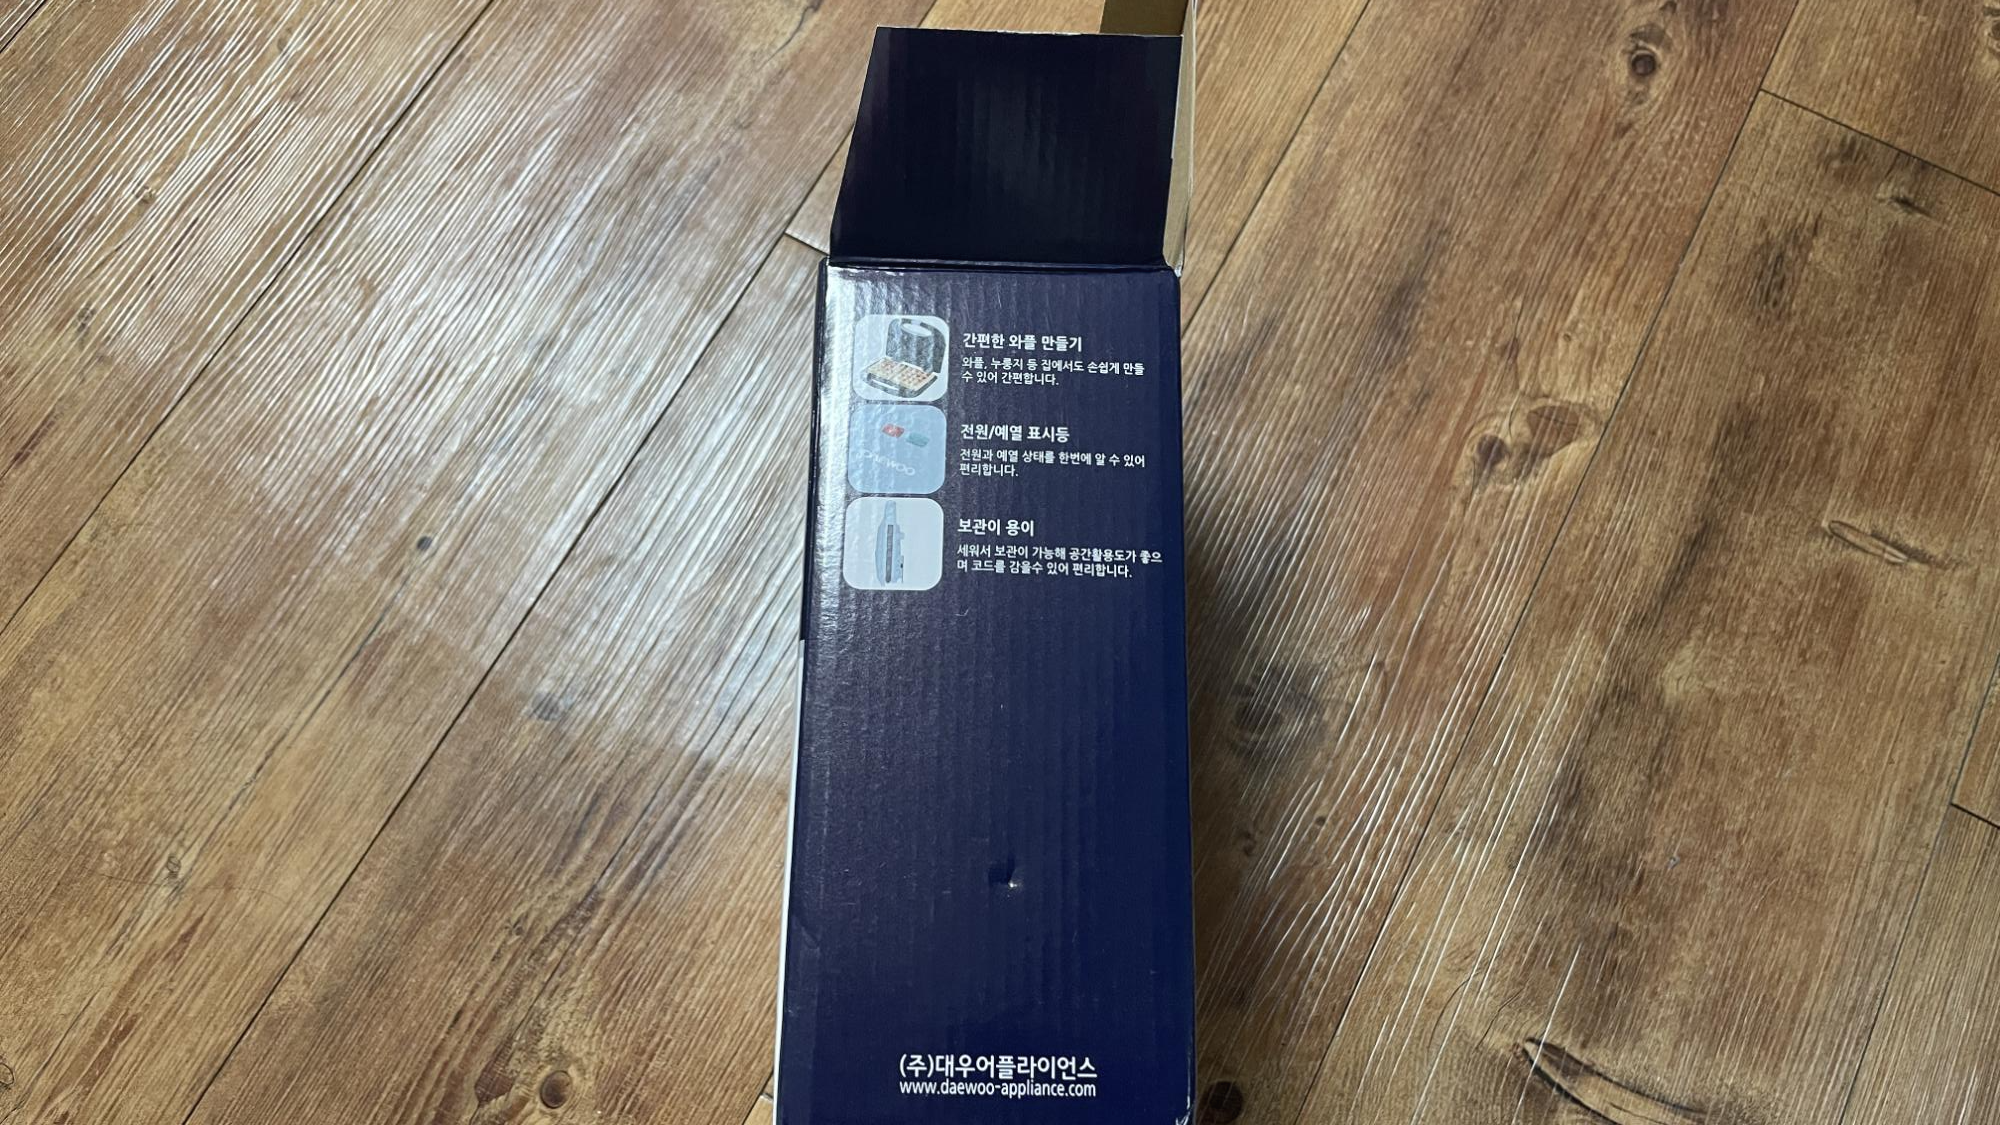 간편한 와플 만들기
와플, 누룽지 등 집에서도 손쉽게 만들
수 있어 간편합니다.
전원/예열 표시등
전원과 예열 상태를 한번에 알 수 있어
편리합니다.
DAEWOO
보관이 용이
세워서 보관이 가능해 공간활용도가 좋으
며 코드를 감을수 있어 편리합니다.
(주)대우어플라이언스
www.daewoo-appliance.com